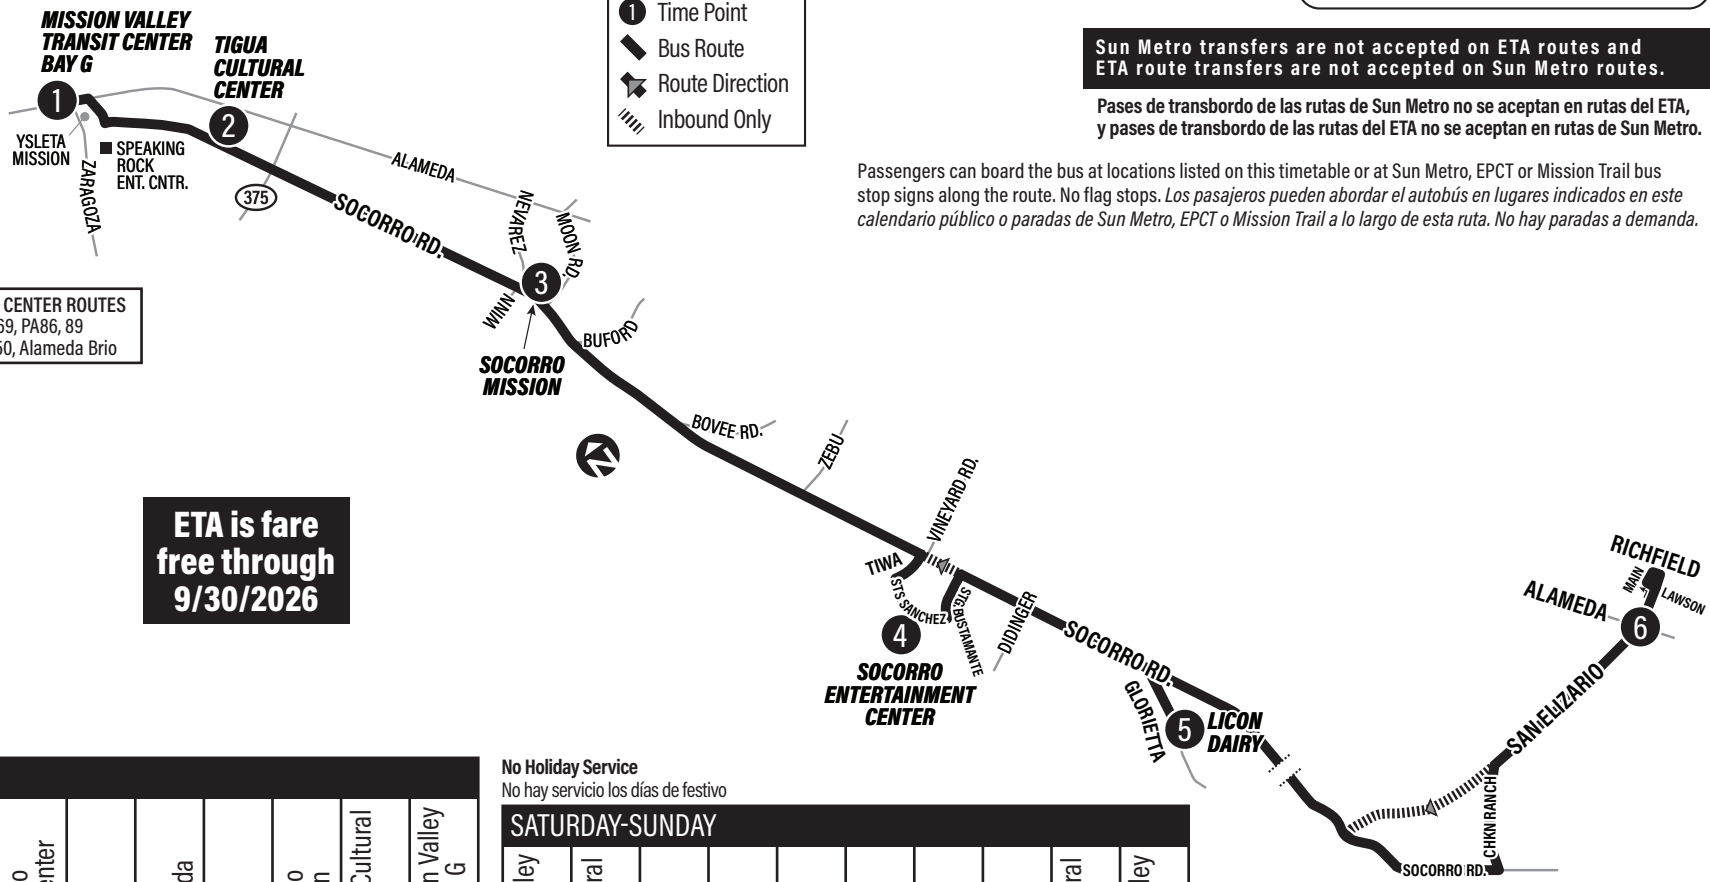 MISSION VALLEY
TRANSIT CENTER
BAY G
TIGUA
CULTURAL
CENTER
1
2
YSLETA
MISSION
SPEAKING
ROCK
ENT. CNTR.
ZARAGOZA
375
ALAMEDA
SOCORRO RD.
1 Time Point
Bus Route
Route Direction
Inbound Only
Sun Metro transfers are not accepted on ETA routes and
ETA route transfers are not accepted on Sun Metro routes.
Pases de transbordo de las rutas de Sun Metro no se aceptan en rutas del ETA,
y pases de transbordo de las rutas del ETA no se aceptan en rutas de Sun Metro.
Passengers can board the bus at locations listed on this timetable or at Sun Metro, EPCT or Mission Trail bus
stop signs along the route. No flag stops. Los pasajeros pueden abordar el autobús en lugares indicados en este
calendario público o paradas de Sun Metro, EPCT o Mission Trail a lo largo de esta ruta. No hay paradas a demanda.
NEVAREZ
MOON RD.
3
WINN
BUFORD
SOCORRO
MISSION
CENTER ROUTES
69, PA86, 89
50, Alameda Brio
BOVEE RD.
ZEBU
VINEYARD RD.
ETA is fare
free through
9/30/2026
TIWA
STS SANCHEZ
STG. BUSTAMANTE
DIDINGER
4
SOCORRO
ENTERTAINMENT
CENTER
SOCORRO RD.
GLORIETTA
5
LICON
DAIRY
RICHFIELD
MAIN
LAWSON
ALAMEDA
6
SAN ELIZARIO
CHKN RANCH
SOCORRO RD.
No Holiday Service
No hay servicio los días de festivo
SATURDAY-SUNDAY
Cultural
Valley
G